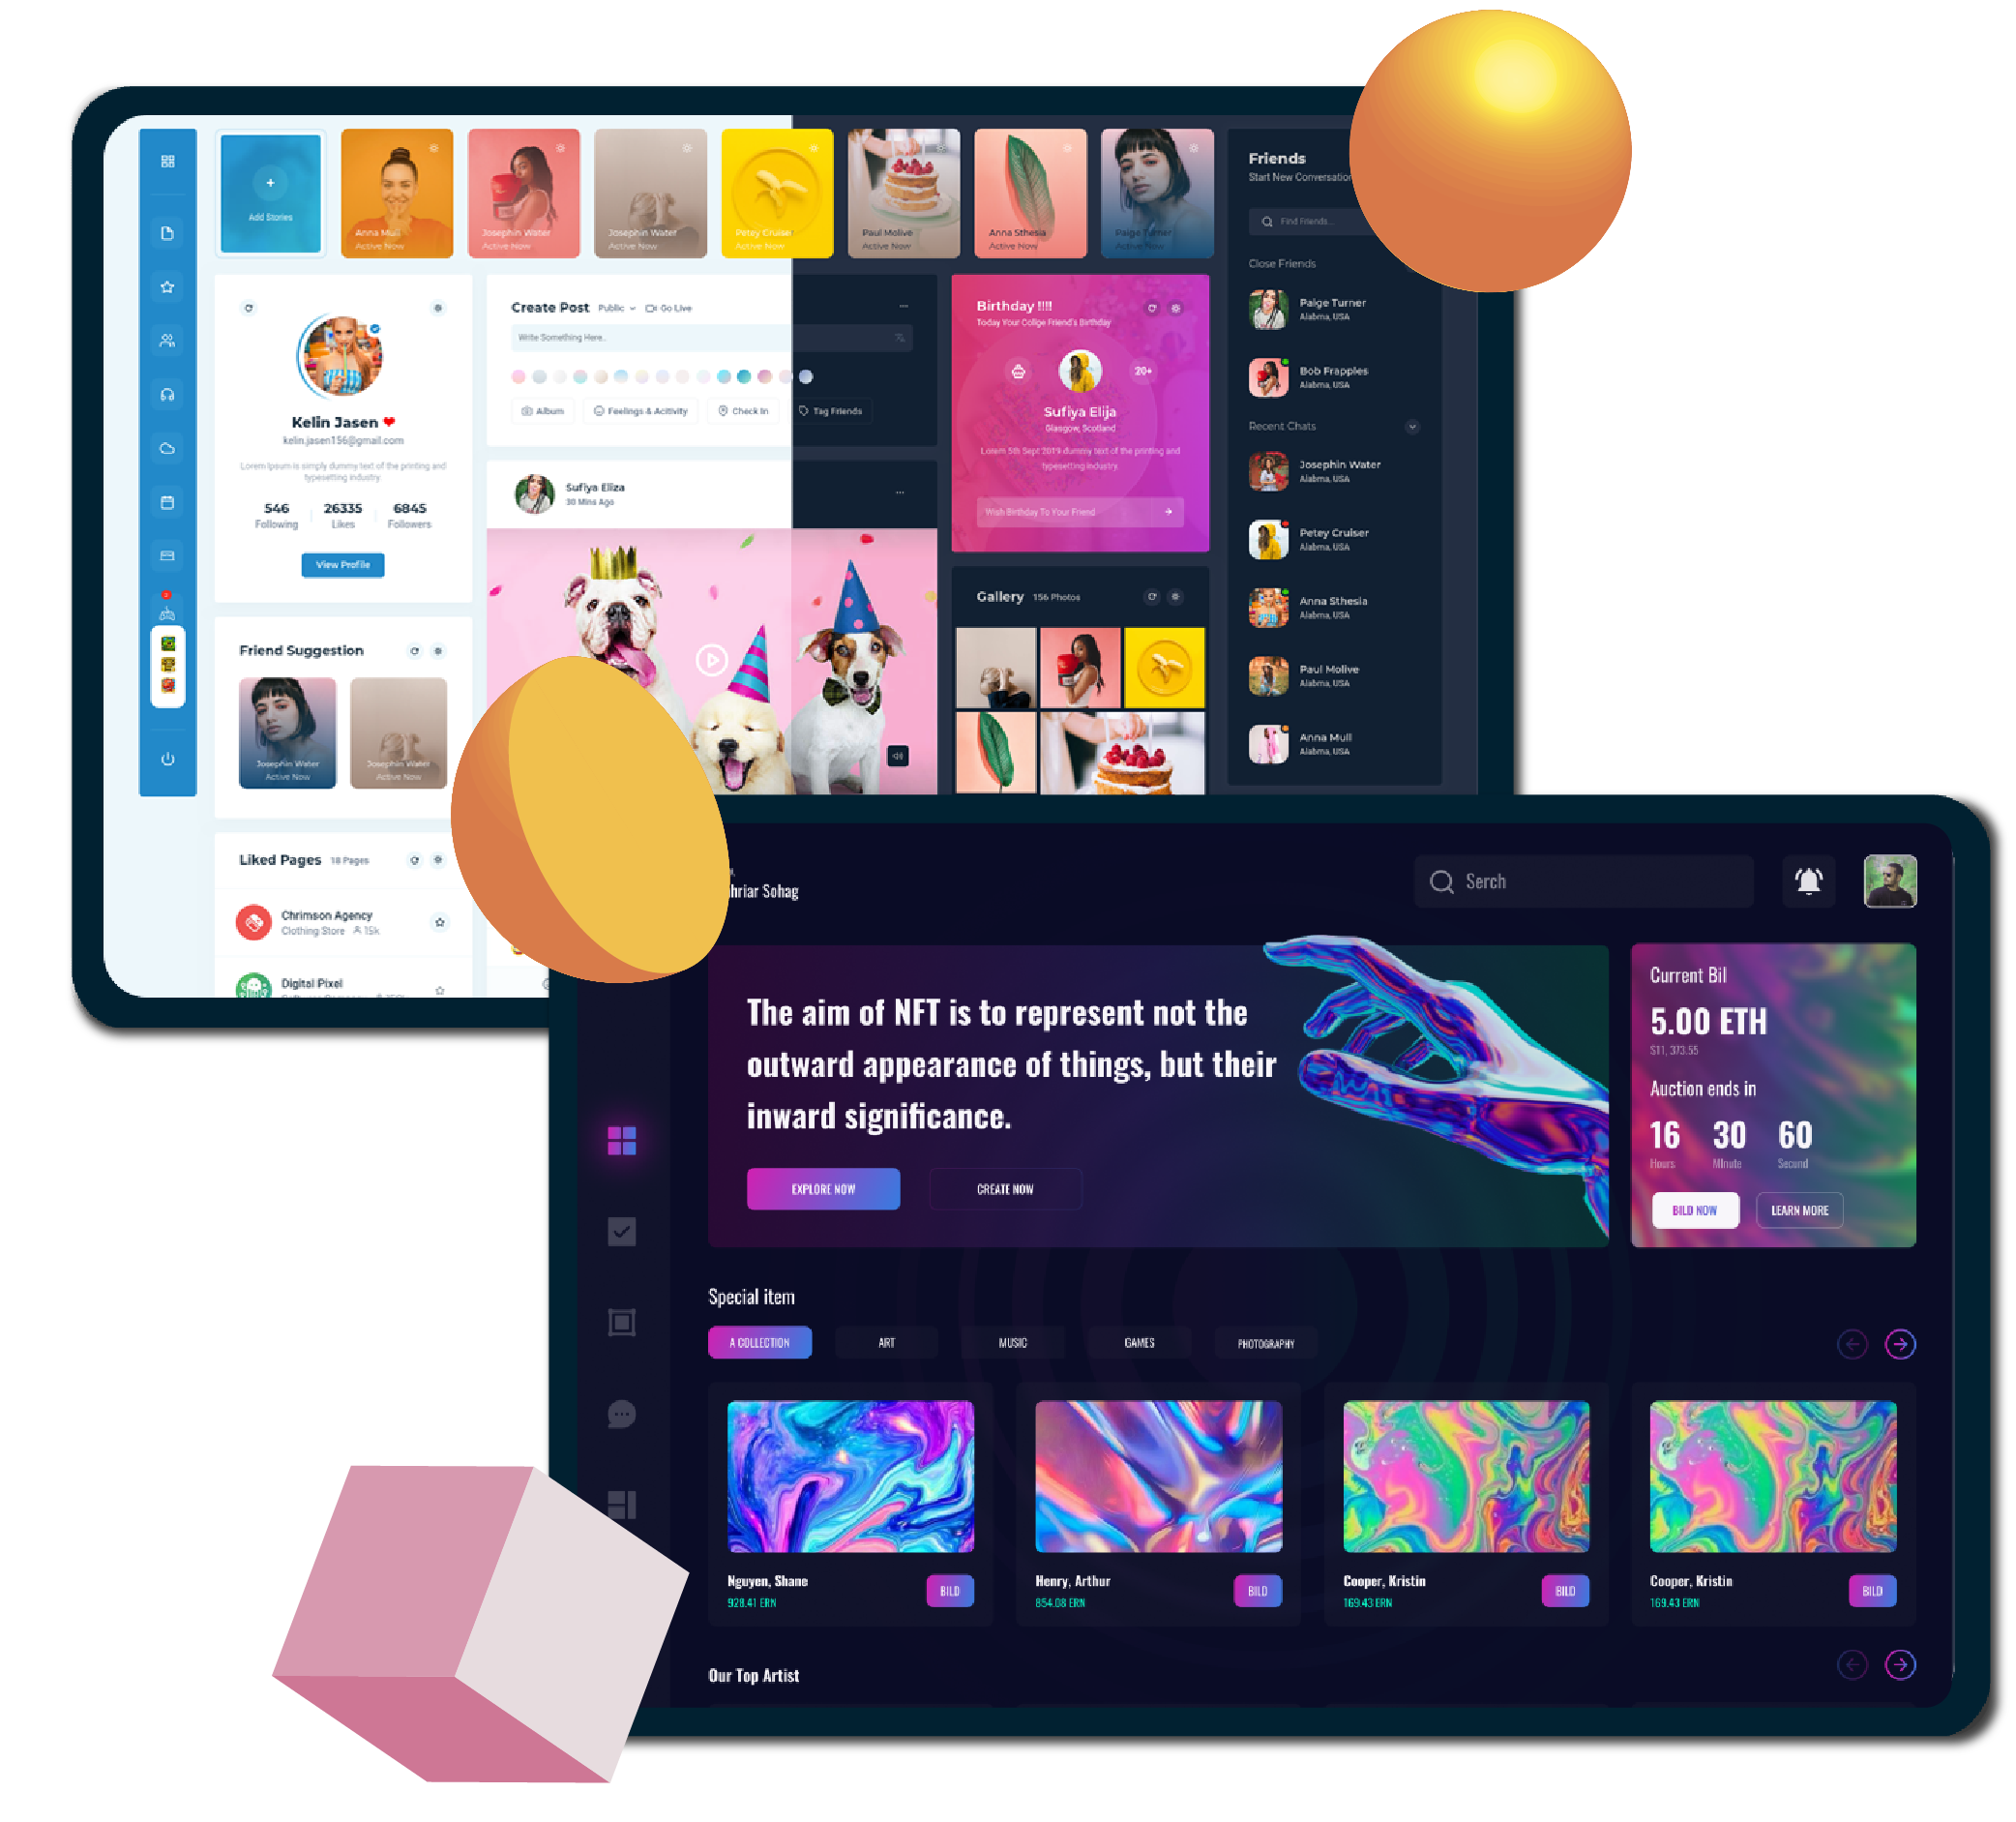 Add Stories
Anna Mull
Active Now
Josephin Water
Active Now
Josephin Water
Active Now
Petey Cruiser
Active Now
Paul Molive
Active Now
Anna Sthesia
Active Now
Paige Turner
Active Now
Kelin Jasen
kelin.jasen156@gmail.com
Lorem Ipsum is simply dummy text of the printing and
typesetting industry
546 26335 6845
Following Likes Followers
View Profile
Friend Suggestion
Josephin Water
Active Now
Josephin Water
Active Now
Liked Pages 18 Pages
Chrimson Agency
Clothing Store 15k
Digital Pixel
Create Post Public Go Live
Write Something Here..
Album Feelings & Acitivity Check In Tag Friends
Sufiya Eliza
30 Mins Ago
Birthday !!!!
Today Your Collge Friend's Birthday
20+
Sufiya Elija
Glasgow, Scotland
Lorem 5th Sept 2019 dummy text of the printing and
typesetting industry.
Wish Birthday To Your Friend
Gallery 156 Photos
Friends
Start New Conversation
Find Friends...
Close Friends
Paige Turner
Alabma, USA
Bob Frapples
Alabma, USA
Recent Chats
Josephin Water
Alabma, USA
Petey Cruiser
Alabma, USA
Anna Sthesia
Alabma, USA
Paul Molive
Alabma, USA
Anna Mull
Alabma, USA
hriar Sohag
Serch
The aim of NFT is to represent not the
outward appearance of things, but their
inward significance.
EXPLORE NOW CREATE NOW
Current Bil
5.00 ETH
$11, 373.55
Auction ends in
16 30 60
Hours Minute Secund
BILD NOW LEARN MORE
Special item
A COLLECTION ART MUSIC GAMES PHOTOGRAPHY
Nguyen, Shane
928.41 ERN
BILD
Henry, Arthur
854.08 ERN
BILD
Cooper, Kristin
169.43 ERN
BILD
Cooper, Kristin
169.43 ERN
BILD
Our Top Artist